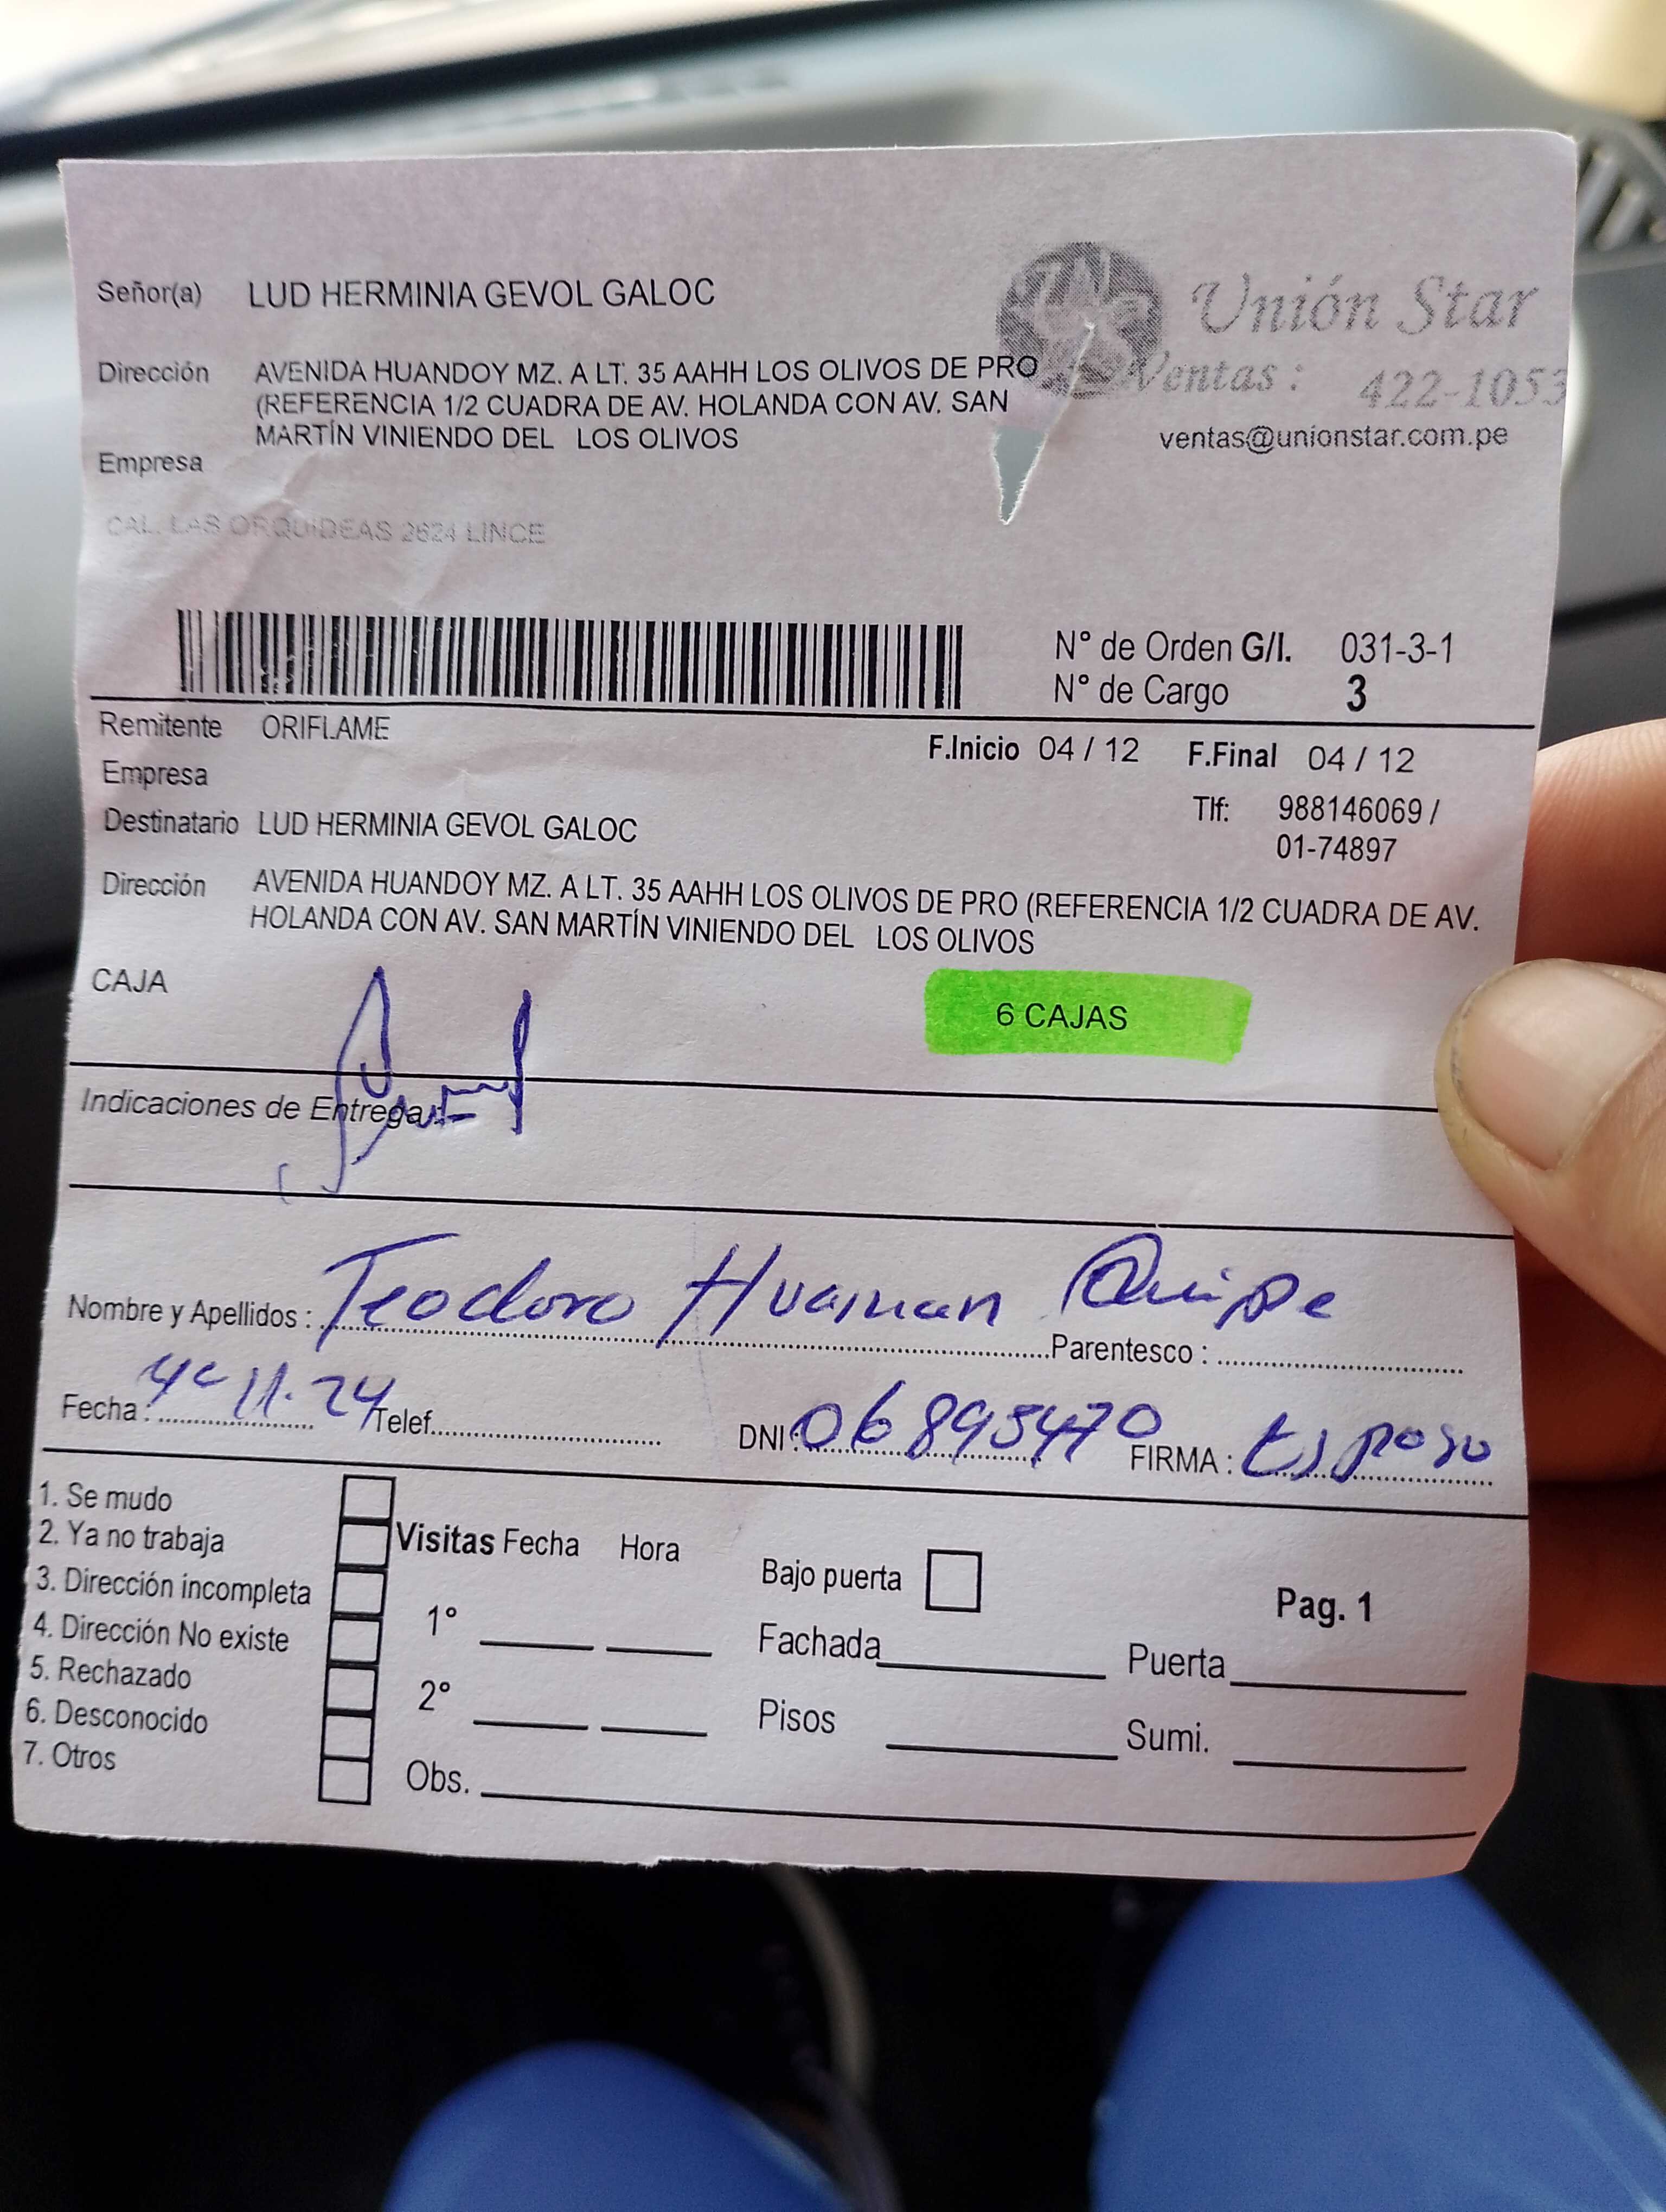 Señor(a) LUD HERMINIA GEVOL GALOC
Unión Star
Dirección AVENIDA HUANDOY MZ. A LT. 35 AAHH LOS OLIVOS DE PRO
(REFERENCIA 1/2 CUADRA DE AV. HOLANDA CON AV. SAN
MARTÍN VINIENDO DEL LOS OLIVOS
Ventas : 422-1053
ventas@unionstar.com.pe
Empresa
CAL. LAS ORQUIDEAS 2624 LINCE
N° de Orden G/I. 031-3-1
N° de Cargo 3
Remitente ORIFLAME
F.Inicio 04 / 12 F.Final 04 / 12
Empresa
Tlf: 988146069 /
01-74897
Destinatario LUD HERMINIA GEVOL GALOC
Dirección AVENIDA HUANDOY MZ. A LT. 35 AAHH LOS OLIVOS DE PRO (REFERENCIA 1/2 CUADRA DE AV.
HOLANDA CON AV. SAN MARTÍN VINIENDO DEL LOS OLIVOS
CAJA 6 CAJAS
Indicaciones de Entrega:
Nombre y Apellidos : Teodoro Huaman Quispe Parentesco :
Fecha : 4-11-24 Telef. DNI : 06895470 FIRMA : Esposo
1. Se mudo
2. Ya no trabaja
3. Dirección incompleta
4. Dirección No existe
5. Rechazado
6. Desconocido
7. Otros
Visitas Fecha Hora
1°
2°
Obs.
Bajo puerta
Fachada
Pisos
Pag. 1
Puerta
Sumi.